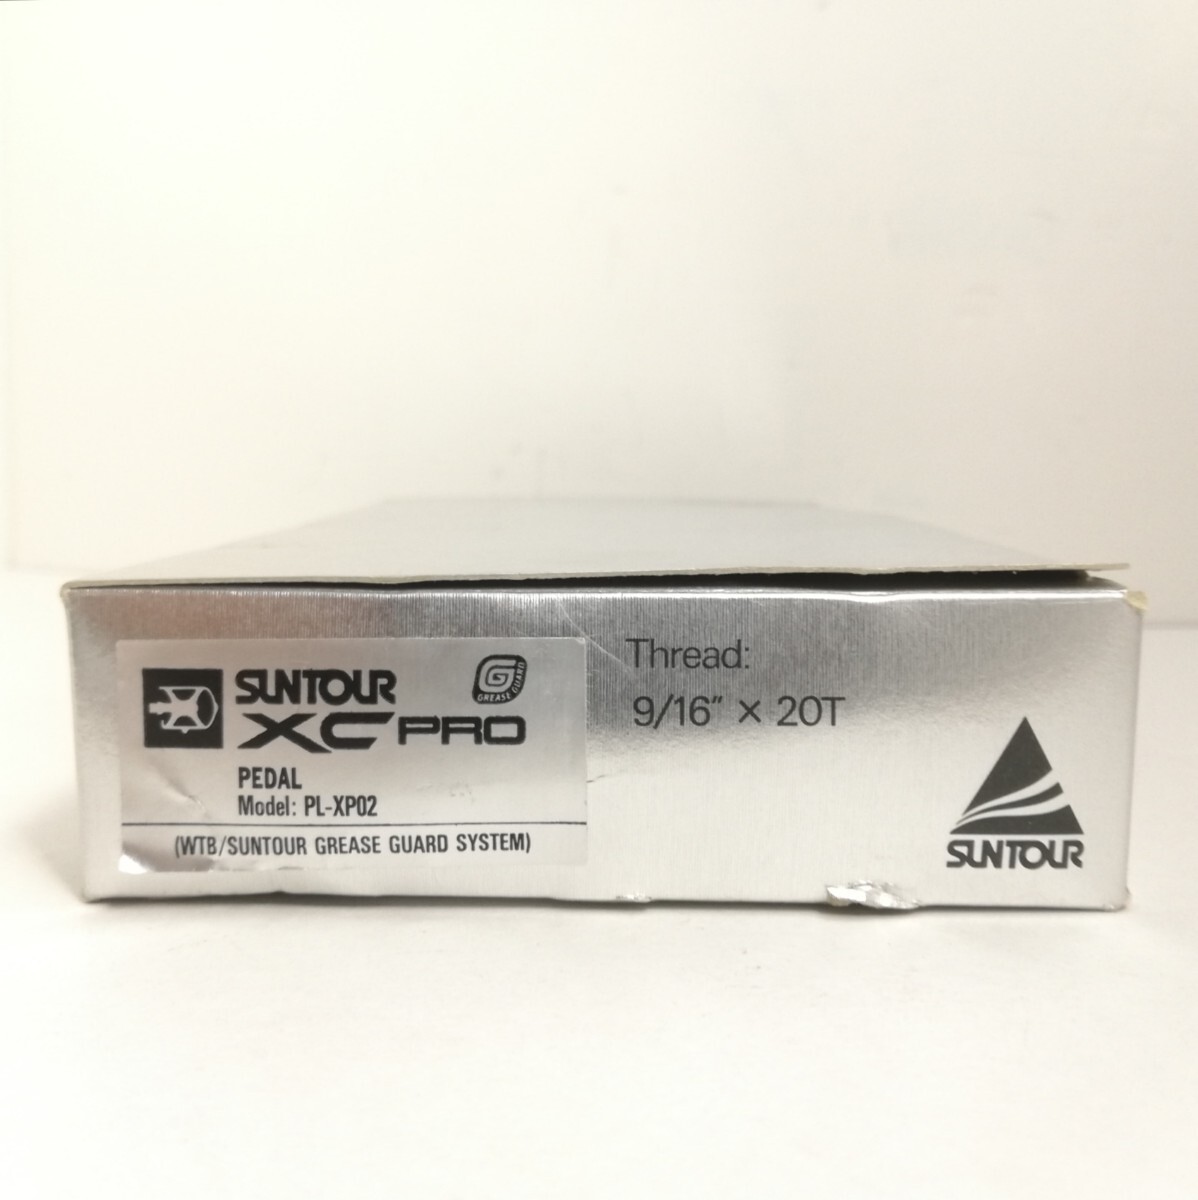 SUNTOUR
XC PRO
G
GREASE GUARD
PEDAL
Model: PL-XP02
(WTB/SUNTOUR GREASE GUARD SYSTEM)
Thread:
9/16" × 20T
SUNTOUR